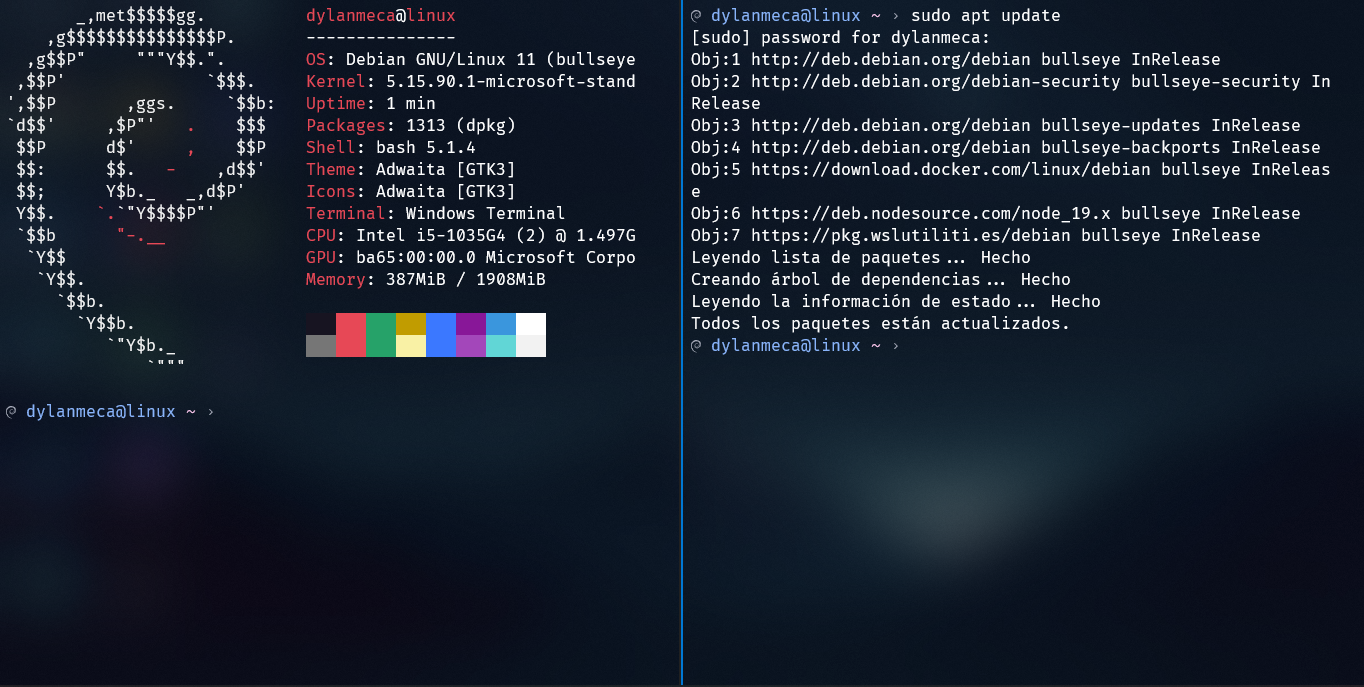 dylanmeca@linux
---------------
OS: Debian GNU/Linux 11 (bullseye
Kernel: 5.15.90.1-microsoft-stand
Uptime: 1 min
Packages: 1313 (dpkg)
Shell: bash 5.1.4
Theme: Adwaita [GTK3]
Icons: Adwaita [GTK3]
Terminal: Windows Terminal
CPU: Intel i5-1035G4 (2) @ 1.497G
GPU: ba65:00:00.0 Microsoft Corpo
Memory: 387MiB / 1908MiB
dylanmeca@linux ~ ›
dylanmeca@linux ~ › sudo apt update
[sudo] password for dylanmeca:
Obj:1 http://deb.debian.org/debian bullseye InRelease
Obj:2 http://deb.debian.org/debian-security bullseye-security In
Release
Obj:3 http://deb.debian.org/debian bullseye-updates InRelease
Obj:4 http://deb.debian.org/debian bullseye-backports InRelease
Obj:5 https://download.docker.com/linux/debian bullseye InReleas
e
Obj:6 https://deb.nodesource.com/node_19.x bullseye InRelease
Obj:7 https://pkg.wslutiliti.es/debian bullseye InRelease
Leyendo lista de paquetes... Hecho
Creando árbol de dependencias... Hecho
Leyendo la información de estado... Hecho
Todos los paquetes están actualizados.
dylanmeca@linux ~ ›